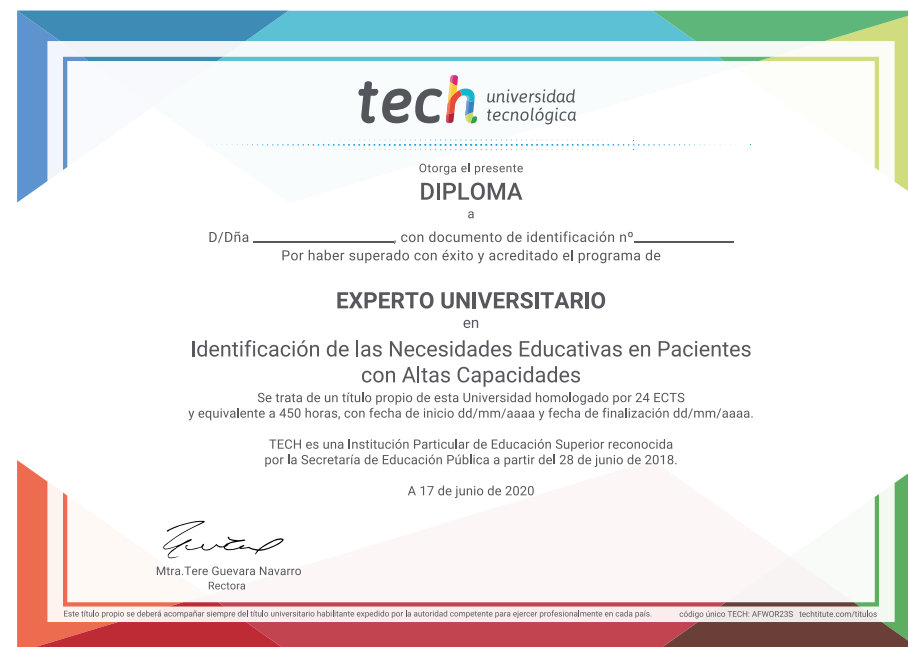 tech universidad
tecnológica
Otorga el presente
DIPLOMA
a
D/Dña ____________, con documento de identificación nº____________
Por haber superado con éxito y acreditado el programa de
EXPERTO UNIVERSITARIO
en
Identificación de las Necesidades Educativas en Pacientes
con Altas Capacidades
Se trata de un título propio de esta Universidad homologado por 24 ECTS
y equivalente a 450 horas, con fecha de inicio dd/mm/aaaa y fecha de finalización dd/mm/aaaa.
TECH es una Institución Particular de Educación Superior reconocida
por la Secretaría de Educación Pública a partir del 28 de junio de 2018.
A 17 de junio de 2020
Mtra.Tere Guevara Navarro
Rectora
Este título propio se deberá acompañar siempre del título universitario habilitante expedido por la autoridad competente para ejercer profesionalmente en cada país. código único TECH: AFWOR23S techtitute.com/títulos